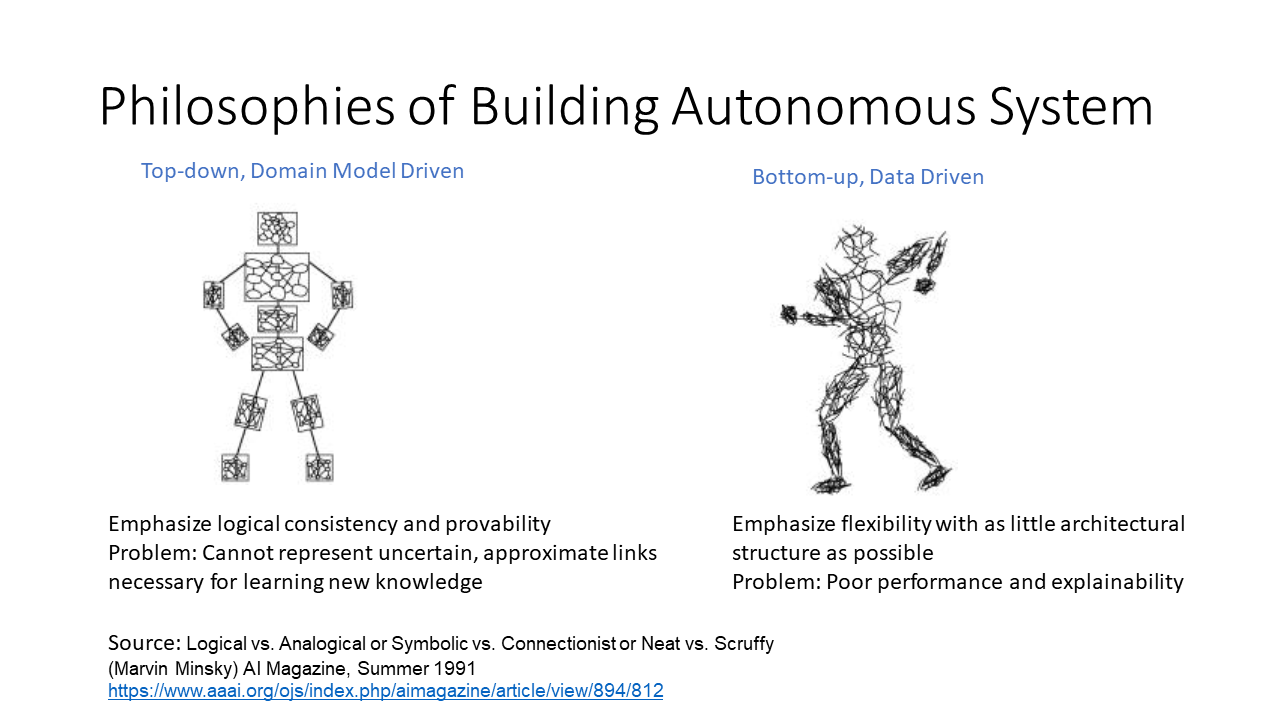 Philosophies of Building Autonomous System
Top-down, Domain Model Driven
Bottom-up, Data Driven
Emphasize logical consistency and provability
Problem: Cannot represent uncertain, approximate links
necessary for learning new knowledge
Emphasize flexibility with as little architectural
structure as possible
Problem: Poor performance and explainability
Source: Logical vs. Analogical or Symbolic vs. Connectionist or Neat vs. Scruffy
(Marvin Minsky) AI Magazine, Summer 1991
https://www.aaai.org/ojs/index.php/aimagazine/article/view/894/812